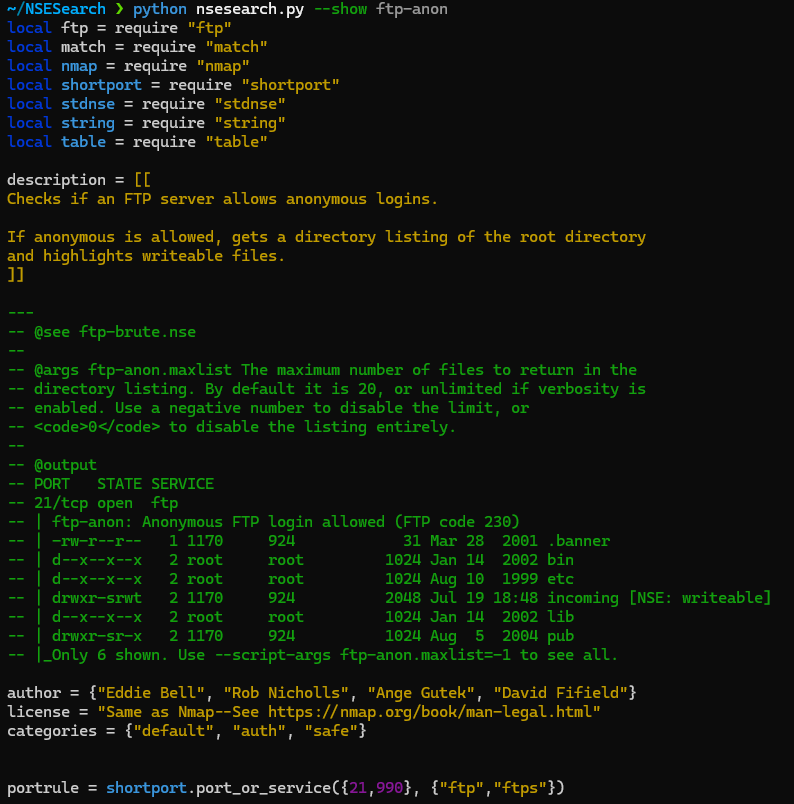 ~/NSESearch ❯ python nsesearch.py --show ftp-anon
local ftp = require "ftp"
local match = require "match"
local nmap = require "nmap"
local shortport = require "shortport"
local stdnse = require "stdnse"
local string = require "string"
local table = require "table"

description = [[
Checks if an FTP server allows anonymous logins.

If anonymous is allowed, gets a directory listing of the root directory
and highlights writeable files.
]]

---
-- @see ftp-brute.nse
--
-- @args ftp-anon.maxlist The maximum number of files to return in the
-- directory listing. By default it is 20, or unlimited if verbosity is
-- enabled. Use a negative number to disable the limit, or
-- <code>0</code> to disable the listing entirely.
--
-- @output
-- PORT   STATE SERVICE
-- 21/tcp open  ftp
-- | ftp-anon: Anonymous FTP login allowed (FTP code 230)
-- | -rw-r--r--   1 1170     924            31 Mar 28  2001 .banner
-- | d--x--x--x   2 root     root         1024 Jan 14  2002 bin
-- | d--x--x--x   2 root     root         1024 Aug 10  1999 etc
-- | drwxr-srwt   2 1170     924          2048 Jul 19 18:48 incoming [NSE: writeable]
-- | d--x--x--x   2 root     root         1024 Jan 14  2002 lib
-- | drwxr-sr-x   2 1170     924          1024 Aug  5  2004 pub
-- |_Only 6 shown. Use --script-args ftp-anon.maxlist=-1 to see all.

author = {"Eddie Bell", "Rob Nicholls", "Ange Gutek", "David Fifield"}
license = "Same as Nmap--See https://nmap.org/book/man-legal.html"
categories = {"default", "auth", "safe"}

portrule = shortport.port_or_service({21,990}, {"ftp","ftps"})